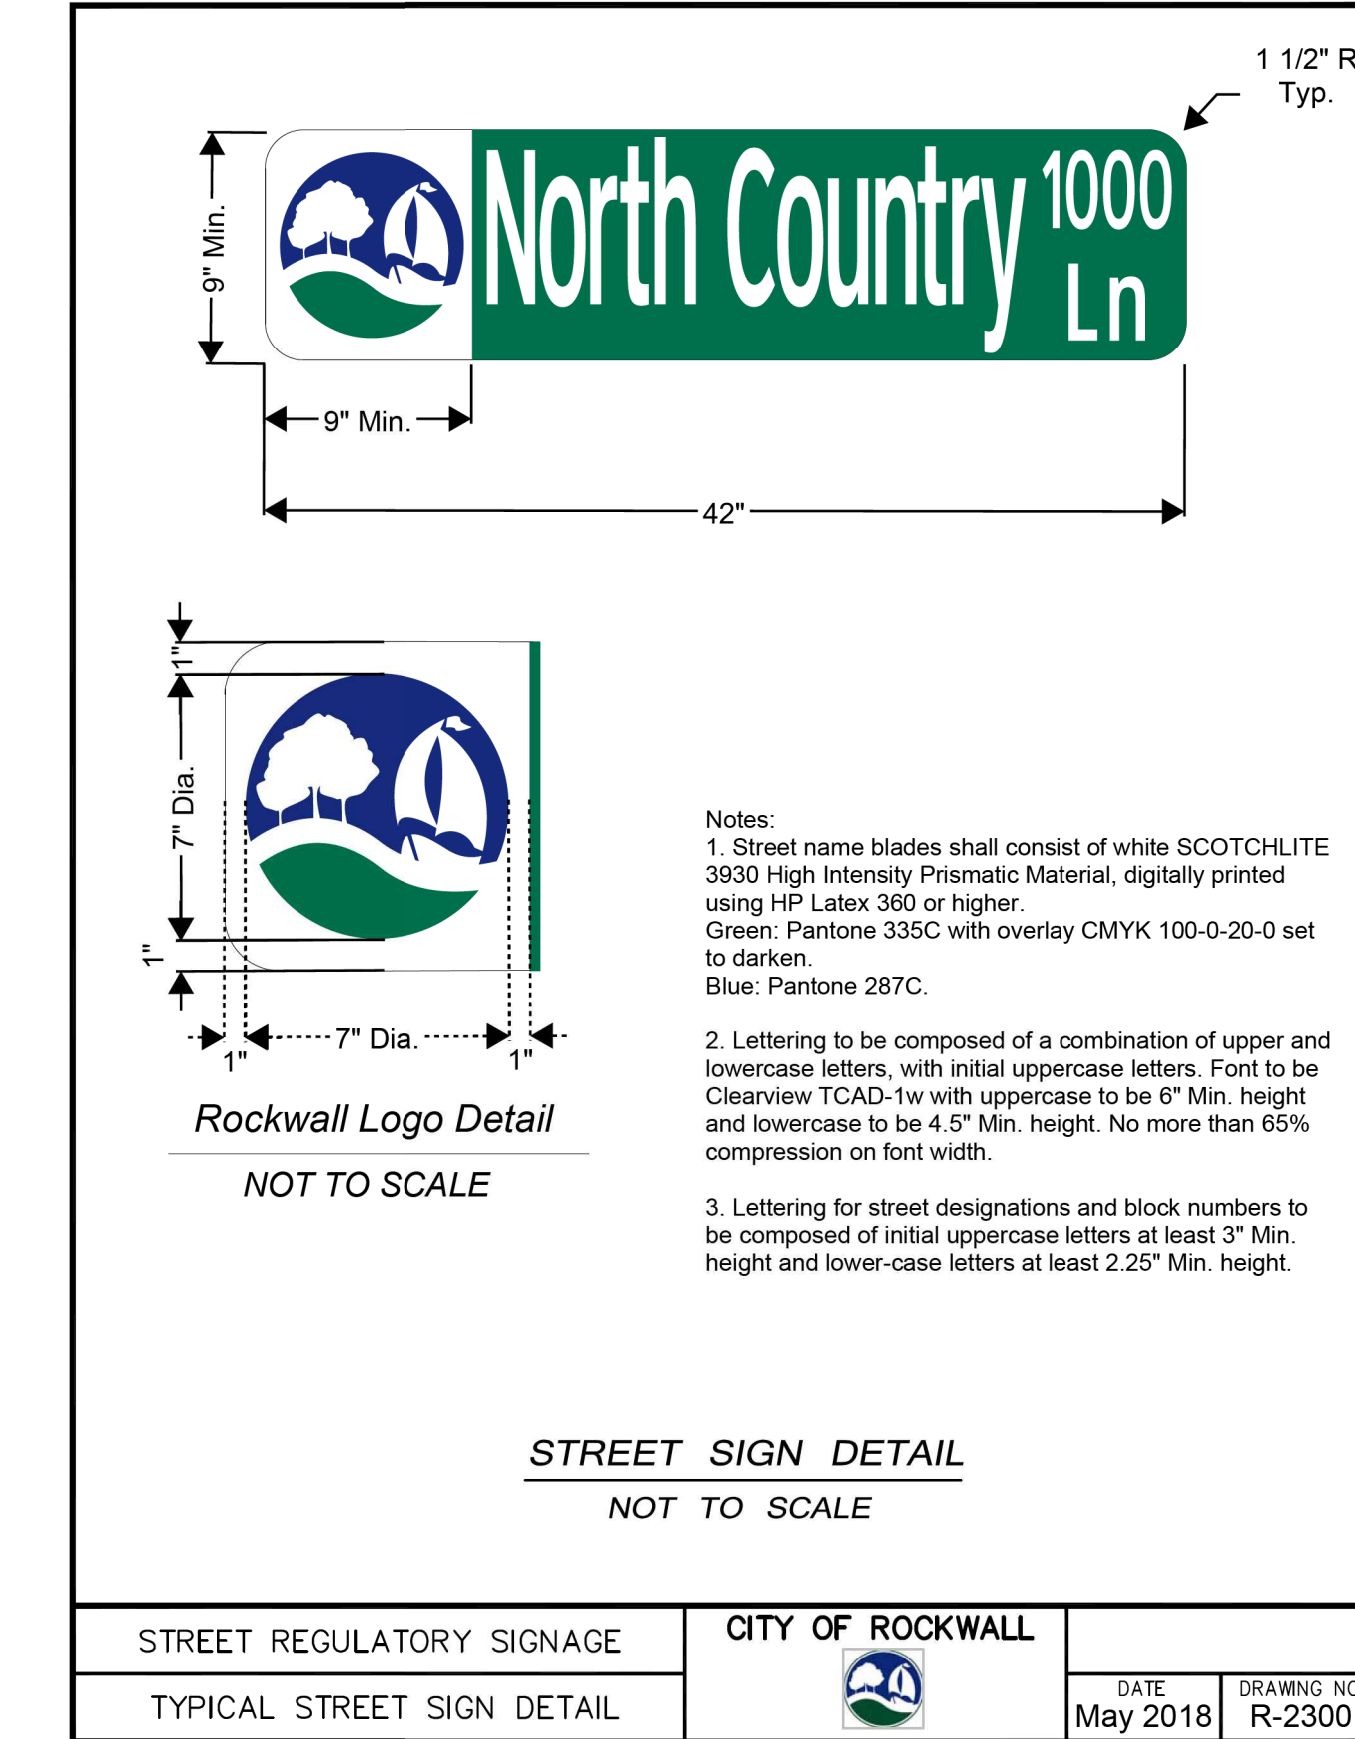 1 1/2" R
Typ.
North Country 1000
Ln
9" Min.
9" Min.
42"
1"
7" Dia.
1"
7" Dia.
1"
1"
Rockwall Logo Detail
NOT TO SCALE
Notes:
1. Street name blades shall consist of white SCOTCHLITE
3930 High Intensity Prismatic Material, digitally printed
using HP Latex 360 or higher.
Green: Pantone 335C with overlay CMYK 100-0-20-0 set
to darken.
Blue: Pantone 287C.
2. Lettering to be composed of a combination of upper and
lowercase letters, with initial uppercase letters. Font to be
Clearview TCAD-1w with uppercase to be 6" Min. height
and lowercase to be 4.5" Min. height. No more than 65%
compression on font width.
3. Lettering for street designations and block numbers to
be composed of initial uppercase letters at least 3" Min.
height and lower-case letters at least 2.25" Min. height.
STREET SIGN DETAIL
NOT TO SCALE
STREET REGULATORY SIGNAGE
TYPICAL STREET SIGN DETAIL
CITY OF ROCKWALL
DATE
May 2018
DRAWING NO
R-2300